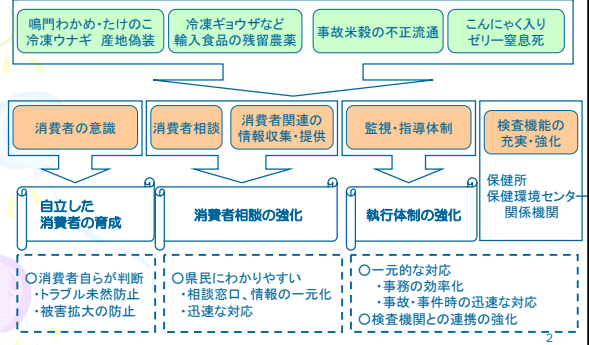 鳴門わかめ・たけのこ
冷凍ウナギ　産地偽装
冷凍ギョウザなど
輸入食品の残留農薬
事故米穀の不正流通
こんにゃく入り
ゼリー窒息死
消費者の意識
消費者相談
消費者関連の
情報収集・提供
監視・指導体制
検査機能の
充実・強化
保健所
保健環境センター
関係機関
自立した
消費者の育成
消費者相談の強化
執行体制の強化
○消費者自らが判断
・トラブル未然防止
・被害拡大の防止
○県民にわかりやすい
・相談窓口、情報の一元化
・迅速な対応
○一元的な対応
・事務の効率化
・事故・事件時の迅速な対応
○検査機関との連携の強化
2